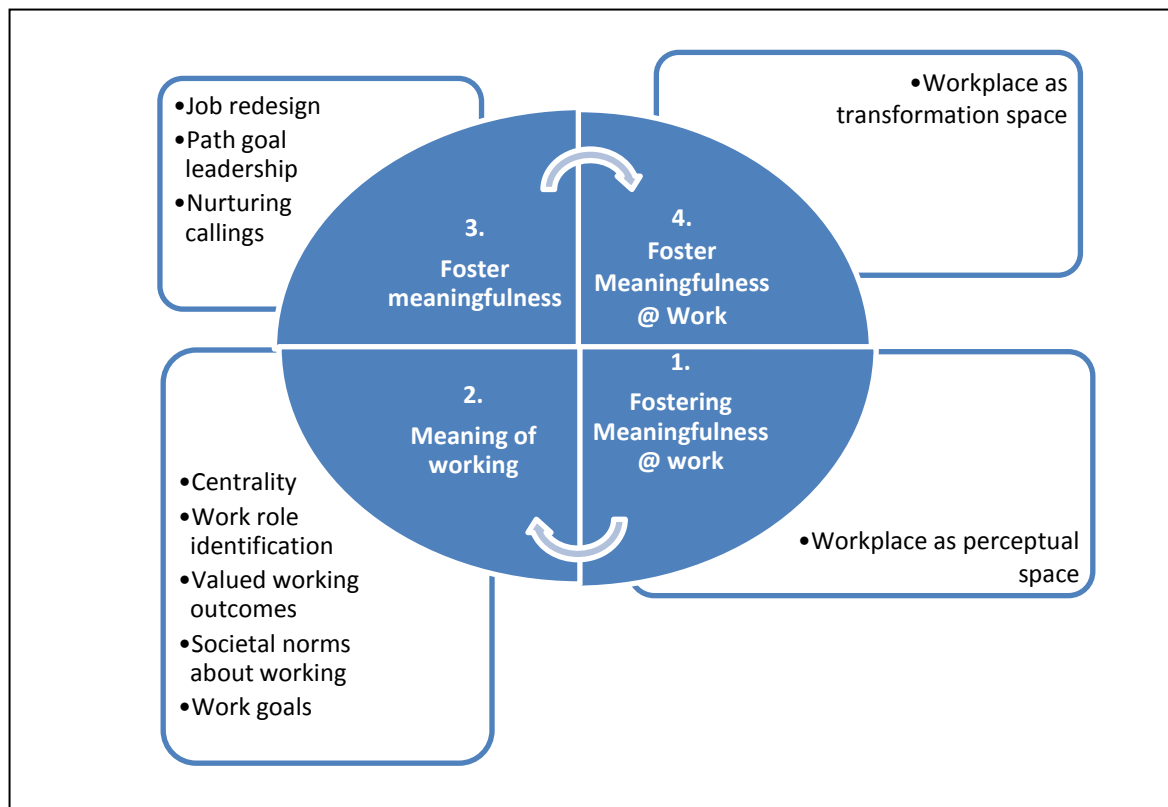 •Job redesign
•Path goal
leadership
•Nurturing
callings
•Workplace as
transformation space
3.
Foster
meaningfulness
4.
Foster
Meaningfulness
@ Work
2.
Meaning of
working
1.
Fostering
Meaningfulness
@ work
•Centrality
•Work role
identification
•Valued working
outcomes
•Societal norms
about working
•Work goals
•Workplace as perceptual
space